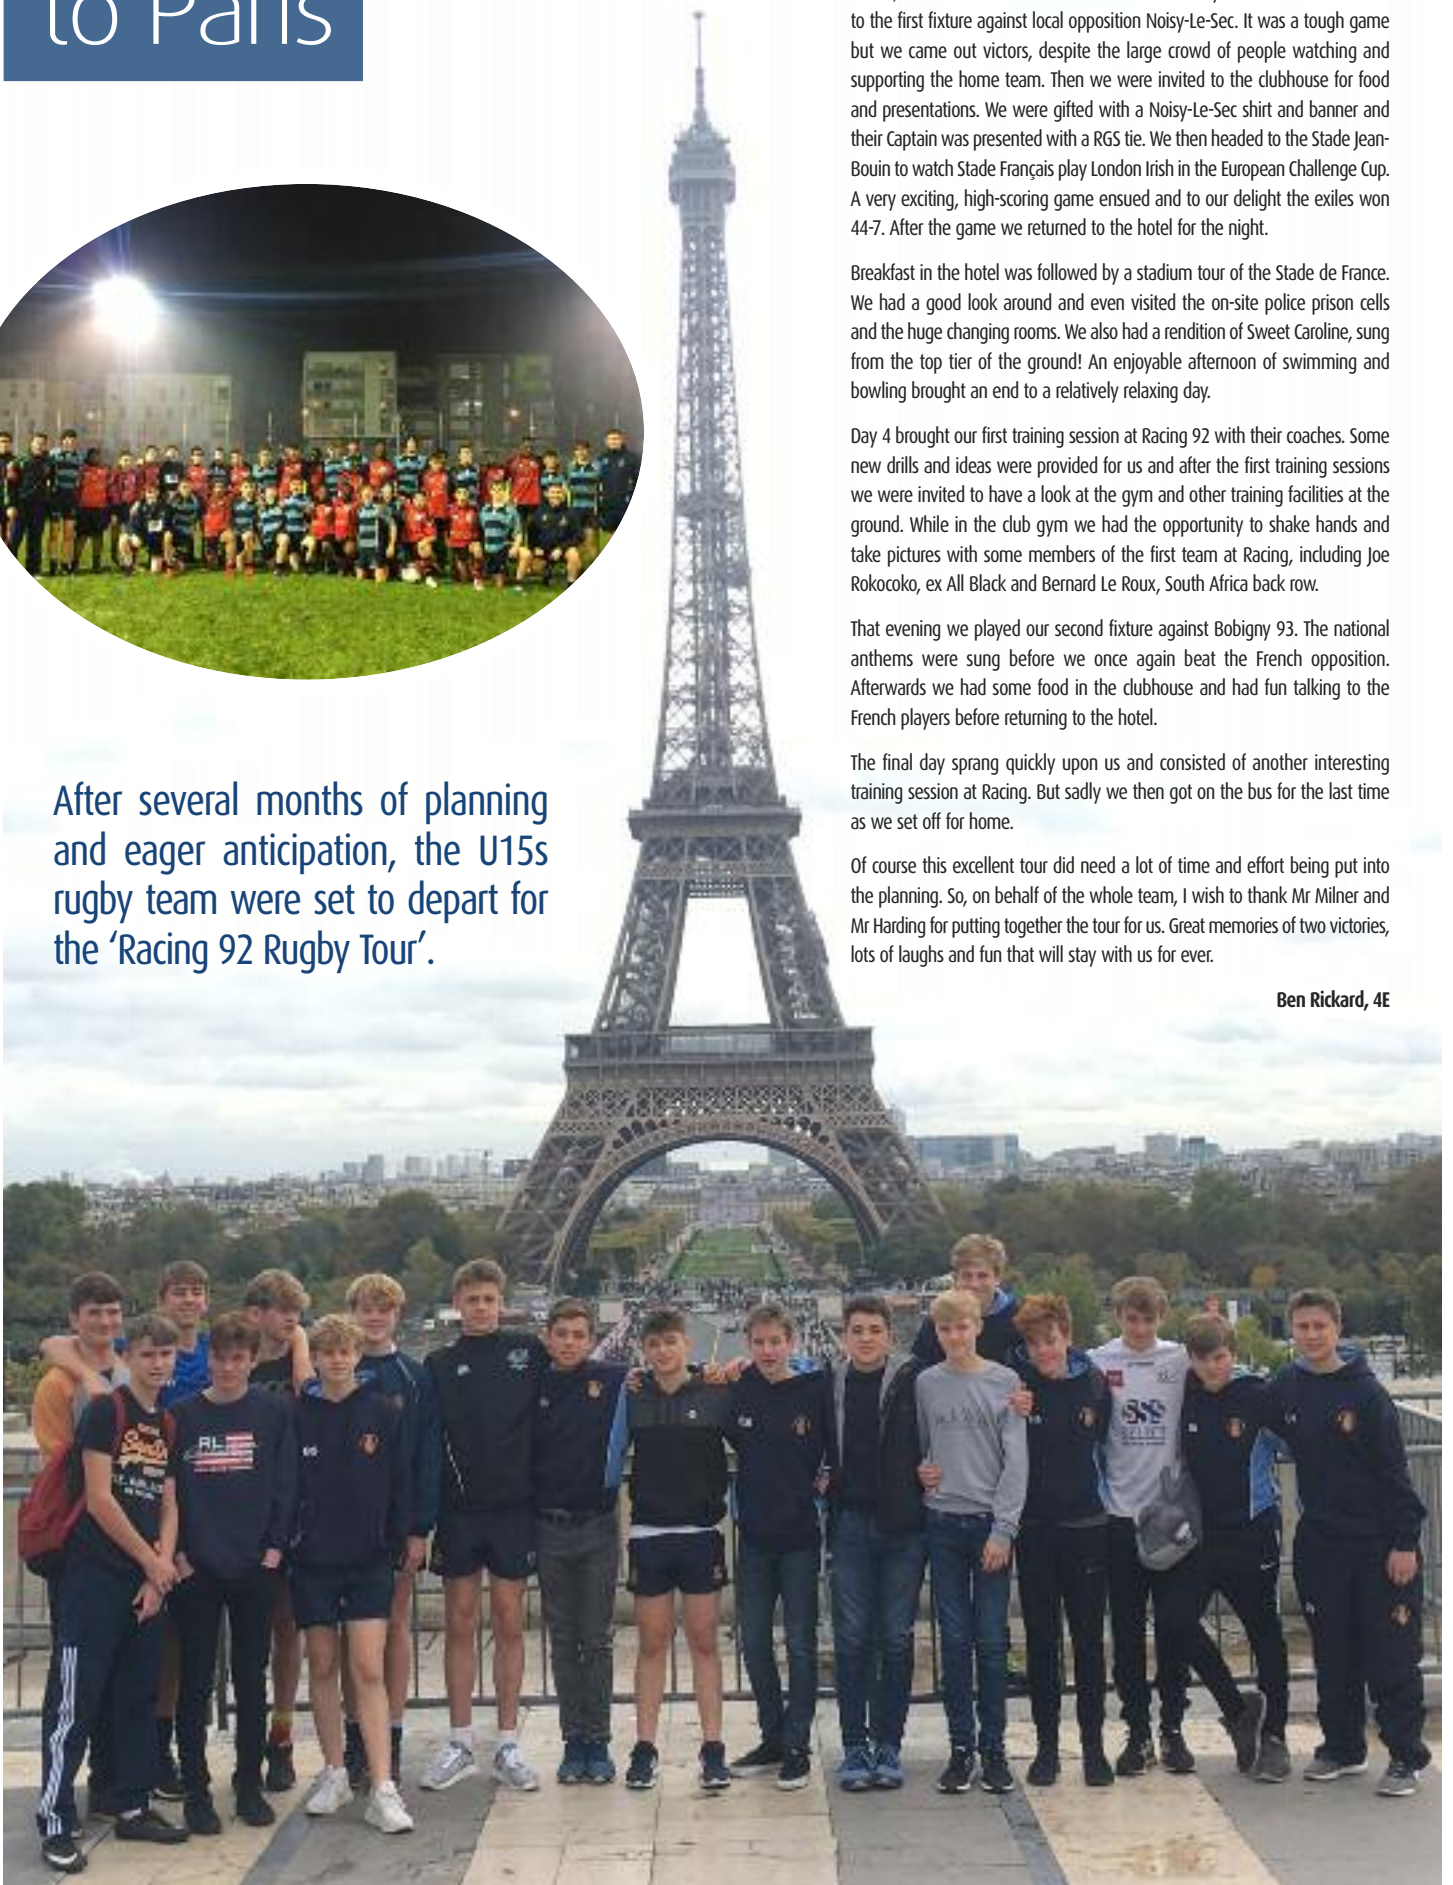 to Paris
to the first fixture against local opposition Noisy-Le-Sec. It was a tough game
but we came out victors, despite the large crowd of people watching and
supporting the home team. Then we were invited to the clubhouse for food
and presentations. We were gifted with a Noisy-Le-Sec shirt and banner and
their Captain was presented with a RGS tie. We then headed to the Stade Jean-
Bouin to watch Stade Français play London Irish in the European Challenge Cup.
A very exciting, high-scoring game ensued and to our delight the exiles won
44-7. After the game we returned to the hotel for the night.
Breakfast in the hotel was followed by a stadium tour of the Stade de France.
We had a good look around and even visited the on-site police prison cells
and the huge changing rooms. We also had a rendition of Sweet Caroline, sung
from the top tier of the ground! An enjoyable afternoon of swimming and
bowling brought an end to a relatively relaxing day.
Day 4 brought our first training session at Racing 92 with their coaches. Some
new drills and ideas were provided for us and after the first training sessions
we were invited to have a look at the gym and other training facilities at the
ground. While in the club gym we had the opportunity to shake hands and
take pictures with some members of the first team at Racing, including Joe
Rokocoko, ex All Black and Bernard Le Roux, South Africa back row.
That evening we played our second fixture against Bobigny 93. The national
anthems were sung before we once again beat the French opposition.
Afterwards we had some food in the clubhouse and had fun talking to the
French players before returning to the hotel.
The final day sprang quickly upon us and consisted of another interesting
training session at Racing. But sadly we then got on the bus for the last time
as we set off for home.
Of course this excellent tour did need a lot of time and effort being put into
the planning. So, on behalf of the whole team, I wish to thank Mr Milner and
Mr Harding for putting together the tour for us. Great memories of two victories,
lots of laughs and fun that will stay with us for ever.
Ben Rickard, 4E
After several months of planning
and eager anticipation, the U15s
rugby team were set to depart for
the ‘Racing 92 Rugby Tour’.
RL
SELECT